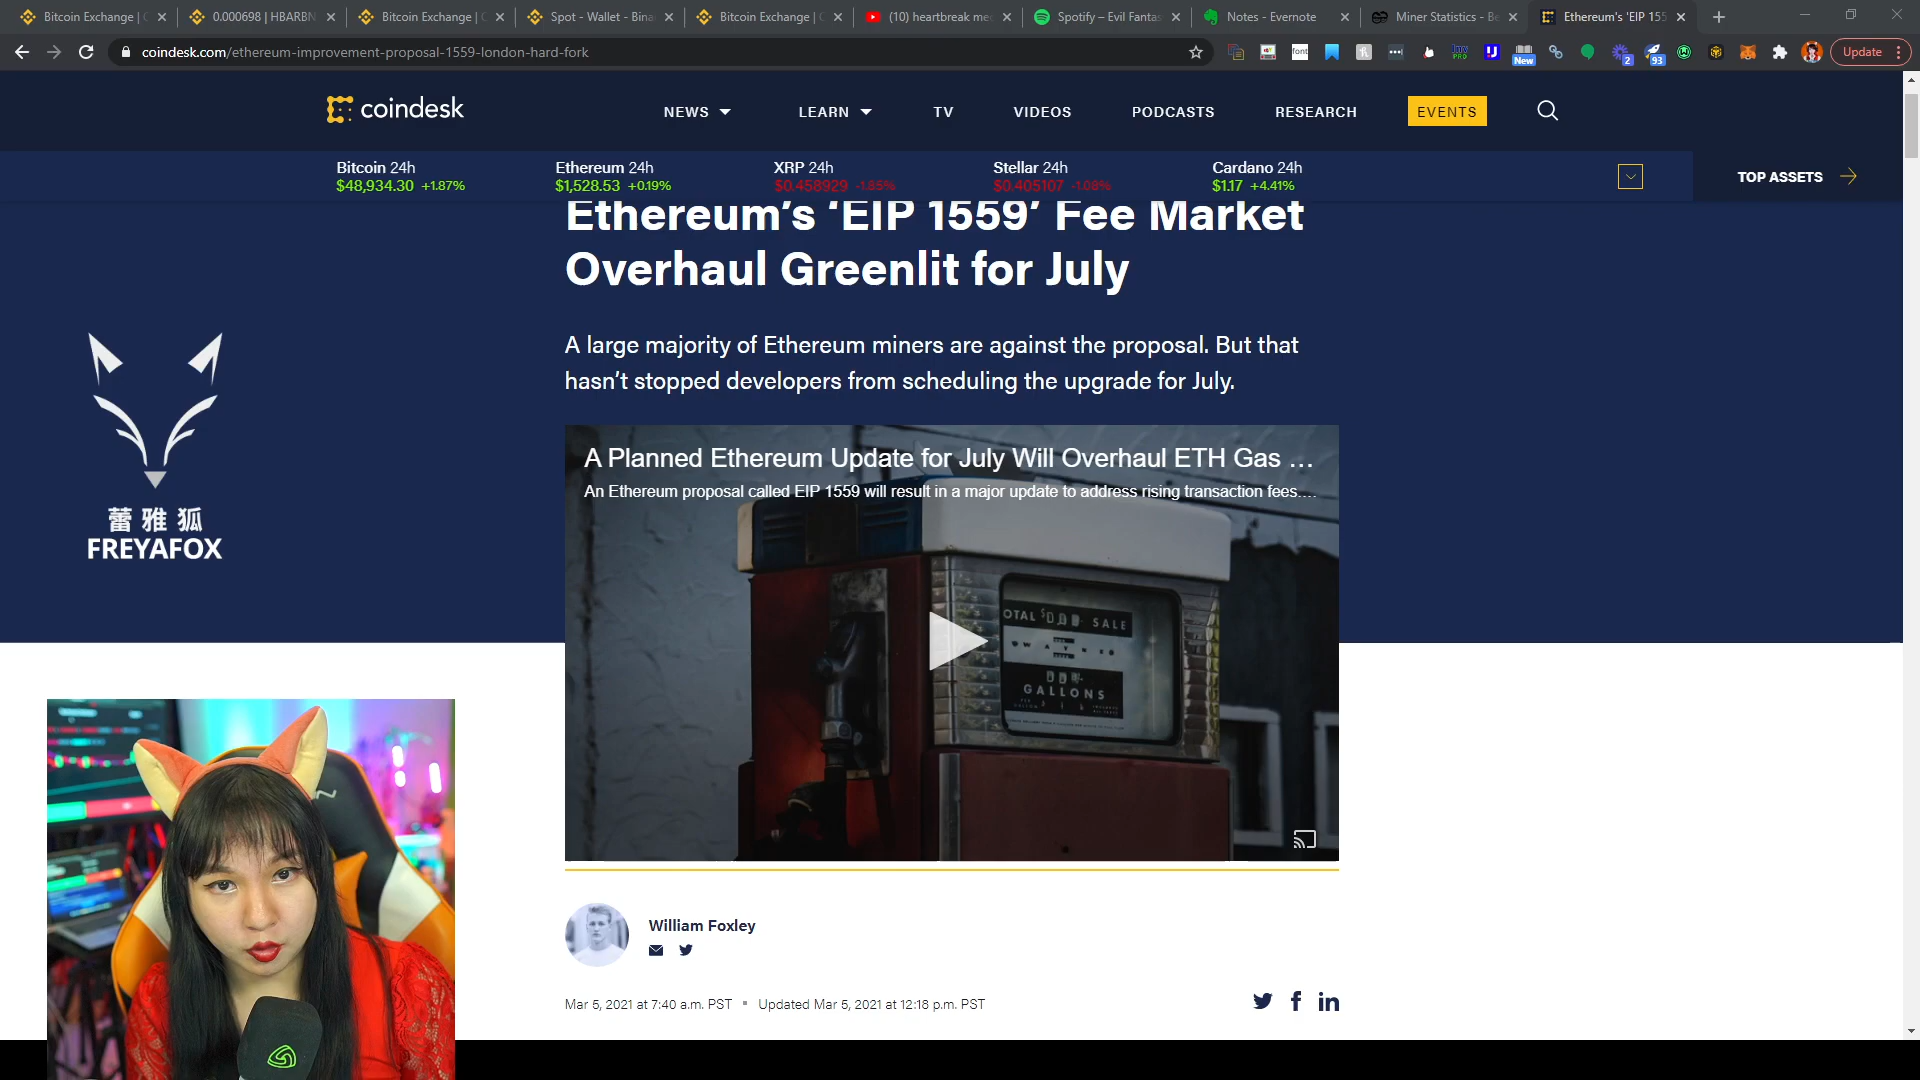 Bitcoin Exchange | C
0.000698 | HBARBN
Bitcoin Exchange | C
Spot - Wallet - Bina
Bitcoin Exchange | C
(10) heartbreak me
Spotify – Evil Fantas
Notes - Evernote
Miner Statistics - Be
Ethereum's 'EIP 155
coindesk.com/ethereum-improvement-proposal-1559-london-hard-fork
font
New
2
93
Update
coindesk
NEWS
LEARN
TV
VIDEOS
PODCASTS
RESEARCH
EVENTS
Bitcoin 24h
$48,934.30 +1.87%
Ethereum 24h
$1,528.53 +0.19%
XRP 24h
$0.458929 -1.85%
Stellar 24h
$0.405107 -1.08%
Cardano 24h
$1.17 +4.41%
TOP ASSETS
Ethereum’s ‘EIP 1559’ Fee Market
Overhaul Greenlit for July
A large majority of Ethereum miners are against the proposal. But that
hasn’t stopped developers from scheduling the upgrade for July.
A Planned Ethereum Update for July Will Overhaul ETH Gas …
An Ethereum proposal called EIP 1559 will result in a major update to address rising transaction fees....
SALE
GALLONS
蕾雅狐
FREYAFOX
William Foxley
Mar 5, 2021 at 7:40 a.m. PST ▪ Updated Mar 5, 2021 at 12:18 p.m. PST